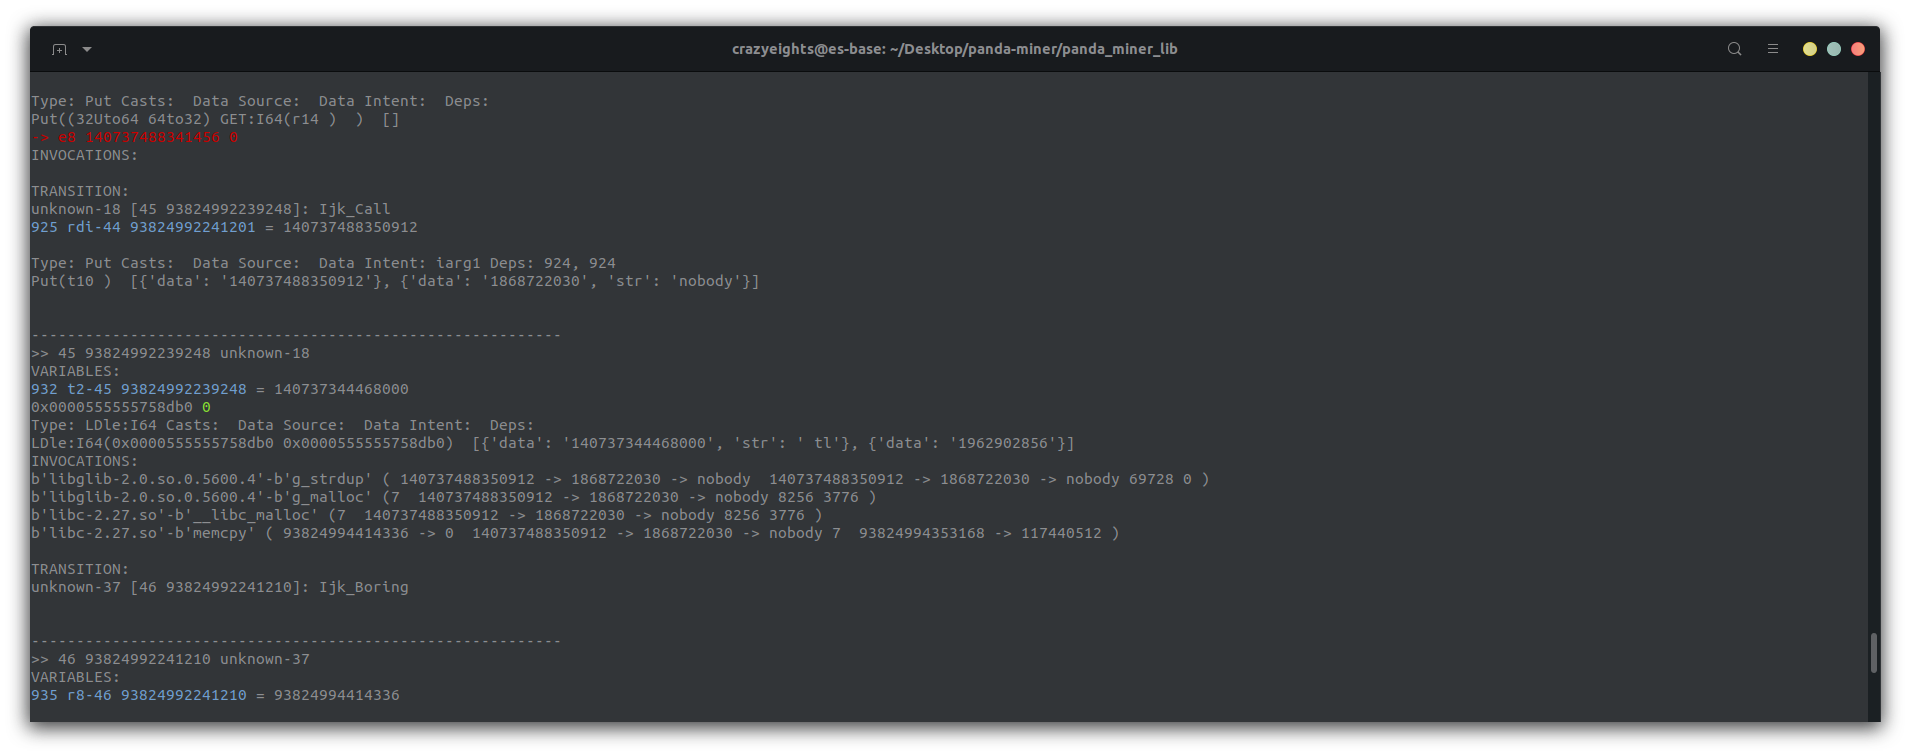 crazyeights@es-base: ~/Desktop/panda-miner/panda_miner_lib
Type: Put Casts:  Data Source:  Data Intent:  Deps:
Put((32Uto64 64to32) GET:I64(r14 )  )  []
-> e8 140737488341456 0
INVOCATIONS:
TRANSITION:
unknown-18 [45 93824992239248]: Ijk_Call
925 rdi-44 93824992241201 = 140737488350912
Type: Put Casts:  Data Source:  Data Intent: iarg1 Deps: 924, 924
Put(t10 )  [{'data': '140737488350912'}, {'data': '1868722030', 'str': 'nobody'}]
-----------------------------------------------------------
>> 45 93824992239248 unknown-18
VARIABLES:
932 t2-45 93824992239248 = 140737344468000
0x0000555555758db0 0
Type: LDle:I64 Casts:  Data Source:  Data Intent:  Deps:
LDle:I64(0x0000555555758db0 0x0000555555758db0)  [{'data': '140737344468000', 'str': ' tl'}, {'data': '1962902856'}]
INVOCATIONS:
b'libglib-2.0.so.0.5600.4'-b'g_strdup' ( 140737488350912 -> 1868722030 -> nobody  140737488350912 -> 1868722030 -> nobody 69728 0 )
b'libglib-2.0.so.0.5600.4'-b'g_malloc' (7  140737488350912 -> 1868722030 -> nobody 8256 3776 )
b'libc-2.27.so'-b'__libc_malloc' (7  140737488350912 -> 1868722030 -> nobody 8256 3776 )
b'libc-2.27.so'-b'memcpy' ( 93824994414336 -> 0  140737488350912 -> 1868722030 -> nobody 7  93824994353168 -> 117440512 )
TRANSITION:
unknown-37 [46 93824992241210]: Ijk_Boring
-----------------------------------------------------------
>> 46 93824992241210 unknown-37
VARIABLES:
935 r8-46 93824992241210 = 93824994414336